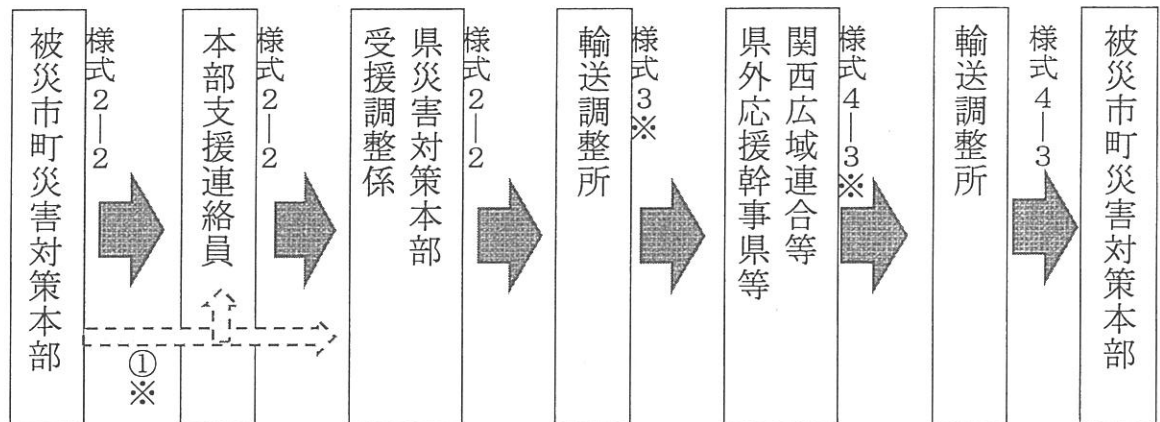 被災市町災害対策本部
様式２―２
本部支援連絡員
様式２―２
県災害対策本部
受援調整係
様式２―２
輸送調整所
様式３※
関西広域連合等
県外応援幹事県等
様式４―３※
輸送調整所
様式４―３
被災市町災害対策本部
①※